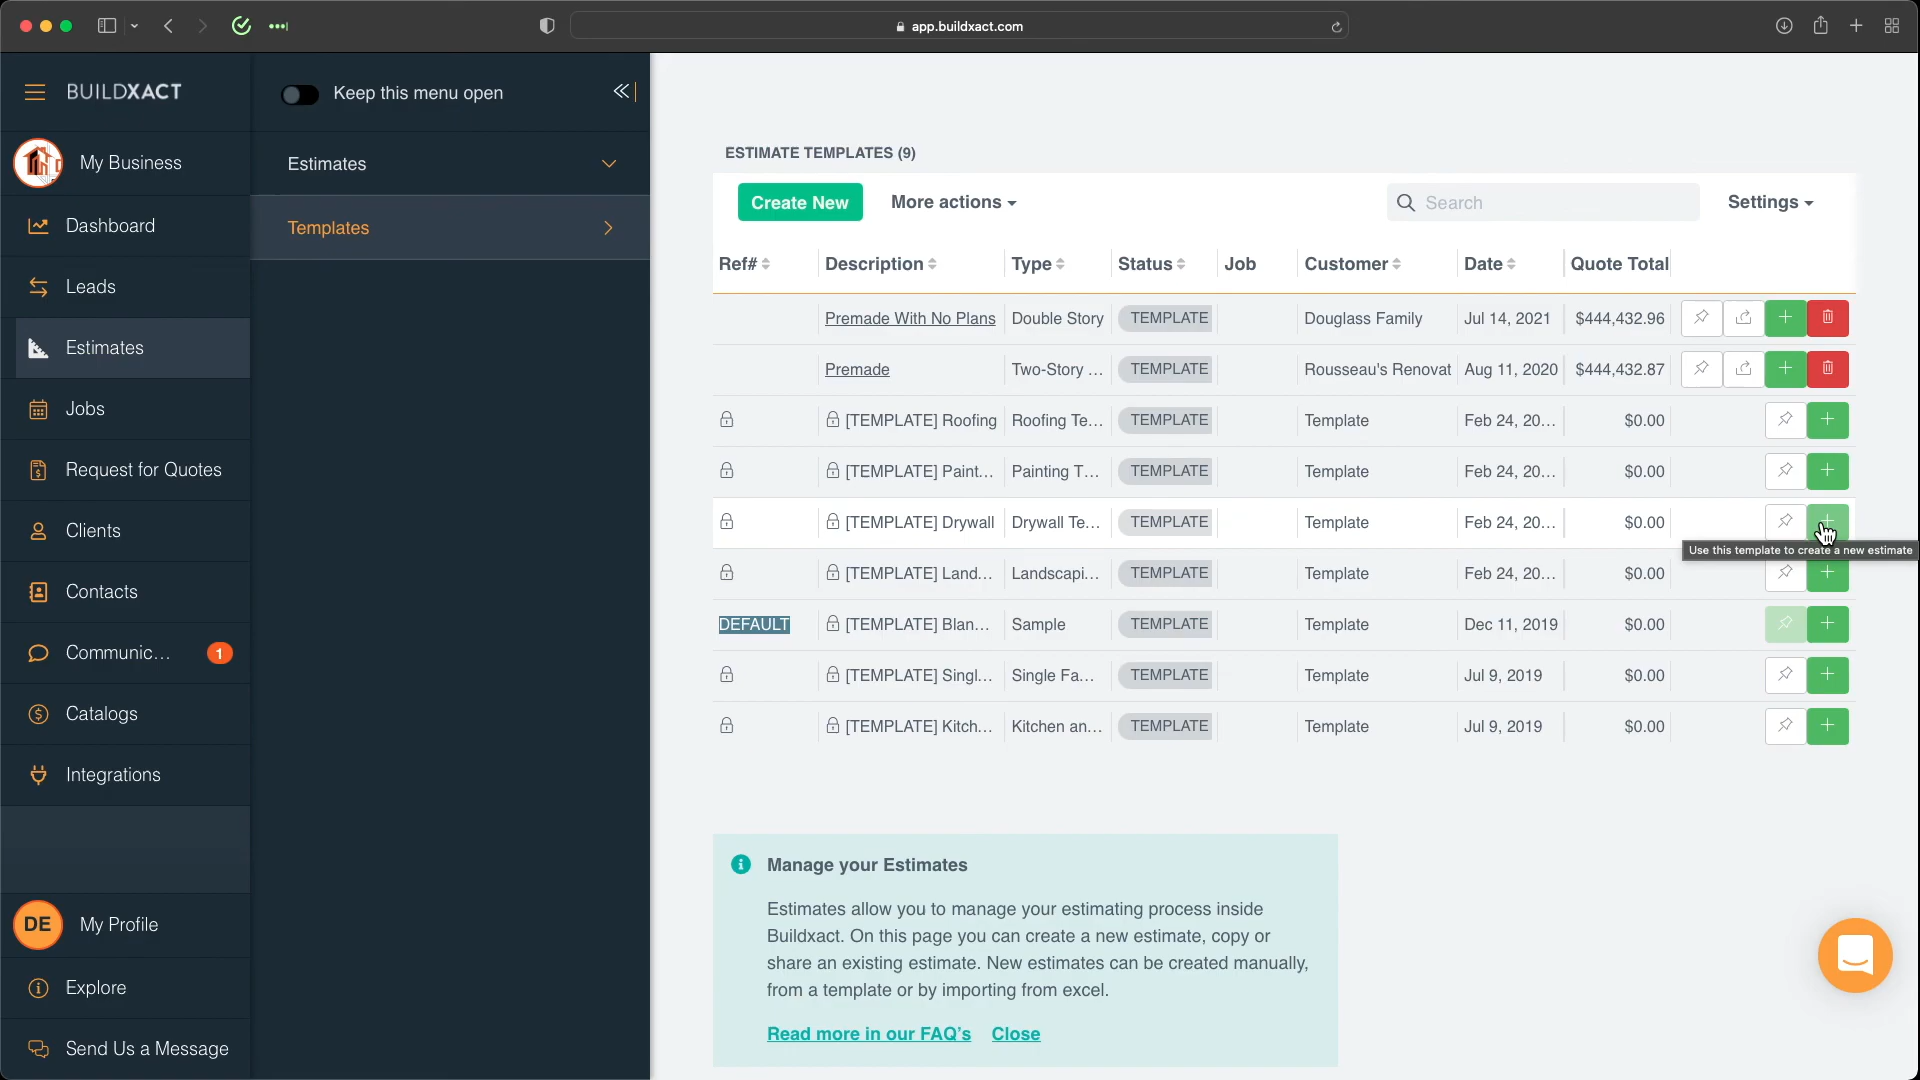 app.buildxact.com
BUILDXACT
Keep this menu open
My Business
Dashboard
Leads
Estimates
Jobs
Request for Quotes
Clients
Contacts
Communic...
1
Catalogs
Integrations
DE
My Profile
Explore
Send Us a Message
Estimates
Templates
ESTIMATE TEMPLATES (9)
Create New More actions Search Settings
Ref# Description Type Status Job Customer Date Quote Total
Premade With No Plans Double Story TEMPLATE Douglass Family Jul 14, 2021 $444,432.96
Premade Two-Story ... TEMPLATE Rousseau's Renovat Aug 11, 2020 $444,432.87
[TEMPLATE] Roofing Roofing Te... TEMPLATE Template Feb 24, 20... $0.00
[TEMPLATE] Paint... Painting T... TEMPLATE Template Feb 24, 20... $0.00
[TEMPLATE] Drywall Drywall Te... TEMPLATE Template Feb 24, 20... $0.00
Use this template to create a new estimate
[TEMPLATE] Land... Landscapi... TEMPLATE Template Feb 24, 20... $0.00
DEFAULT [TEMPLATE] Blan... Sample TEMPLATE Template Dec 11, 2019 $0.00
[TEMPLATE] Singl... Single Fa... TEMPLATE Template Jul 9, 2019 $0.00
[TEMPLATE] Kitch... Kitchen an... TEMPLATE Template Jul 9, 2019 $0.00
Manage your Estimates
Estimates allow you to manage your estimating process inside
Buildxact. On this page you can create a new estimate, copy or
share an existing estimate. New estimates can be created manually,
from a template or by importing from excel.
Read more in our FAQ's Close